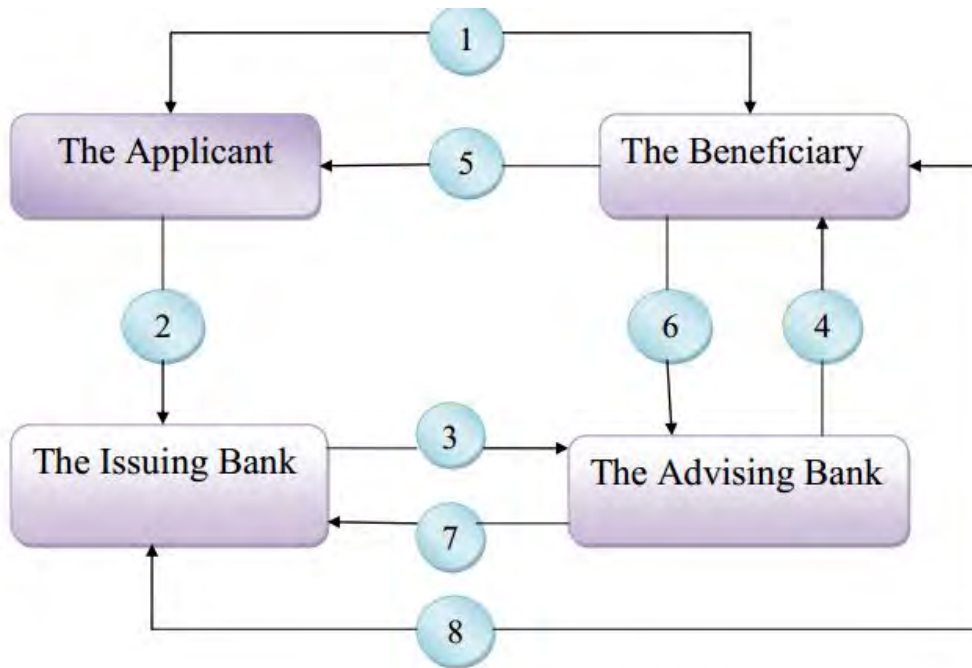 1
The Applicant
5
The Beneficiary
2
6
4
The Issuing Bank
3
The Advising Bank
7
8